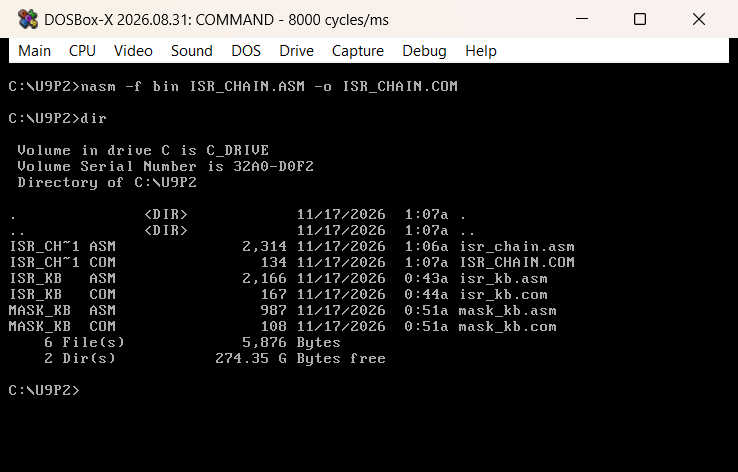 DOSBox-X 2026.08.31: COMMAND - 8000 cycles/ms
Main CPU Video Sound DOS Drive Capture Debug Help
C:\U9P2>nasm -f bin ISR_CHAIN.ASM -o ISR_CHAIN.COM
C:\U9P2>dir
Volume in drive C is C_DRIVE
Volume Serial Number is 32A0-D0F2
Directory of C:\U9P2
. <DIR> 11/17/2026 1:07a .
.. <DIR> 11/17/2026 1:07a ..
ISR_CH~1 ASM 2,314 11/17/2026 1:06a isr_chain.asm
ISR_CH~1 COM 134 11/17/2026 1:07a ISR_CHAIN.COM
ISR_KB ASM 2,166 11/17/2026 0:43a isr_kb.asm
ISR_KB COM 167 11/17/2026 0:44a isr_kb.com
MASK_KB ASM 987 11/17/2026 0:51a mask_kb.asm
MASK_KB COM 108 11/17/2026 0:51a mask_kb.com
6 File(s) 5,876 Bytes
2 Dir(s) 274.35 G Bytes free
C:\U9P2>